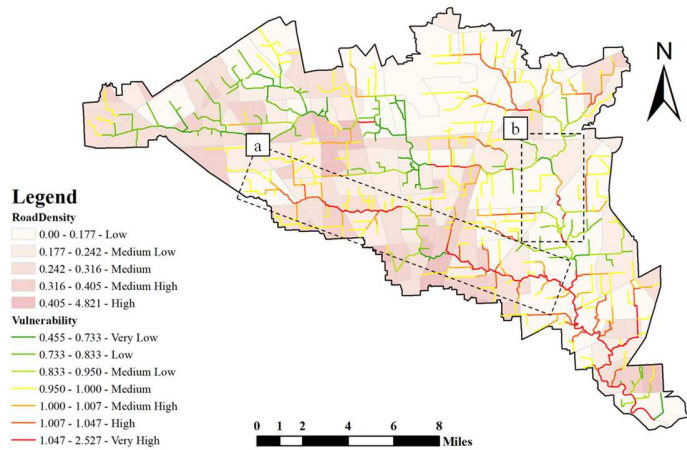 N
b
a
Legend
RoadDensity
0.00 - 0.177 - Low
0.177 - 0.242 - Medium Low
0.242 - 0.316 - Medium
0.316 - 0.405 - Medium High
0.405 - 4.821 - High
Vulnerability
0.455 - 0.733 - Very Low
0.733 - 0.833 - Low
0.833 - 0.950 - Medium Low
0.950 - 1.000 - Medium
1.000 - 1.007 - Medium High
1.007 - 1.047 - High
1.047 - 2.527 - Very High
0 1 2 4 6 8
Miles